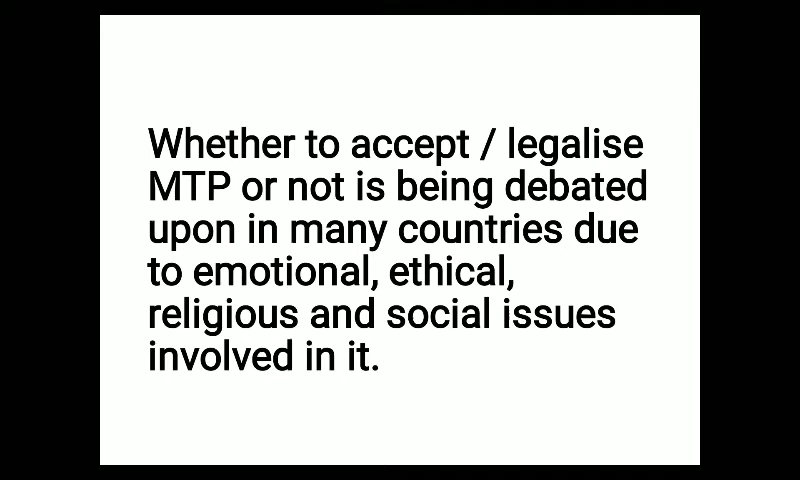 Whether to accept / legalise
MTP or not is being debated
upon in many countries due
to emotional, ethical,
religious and social issues
involved in it.